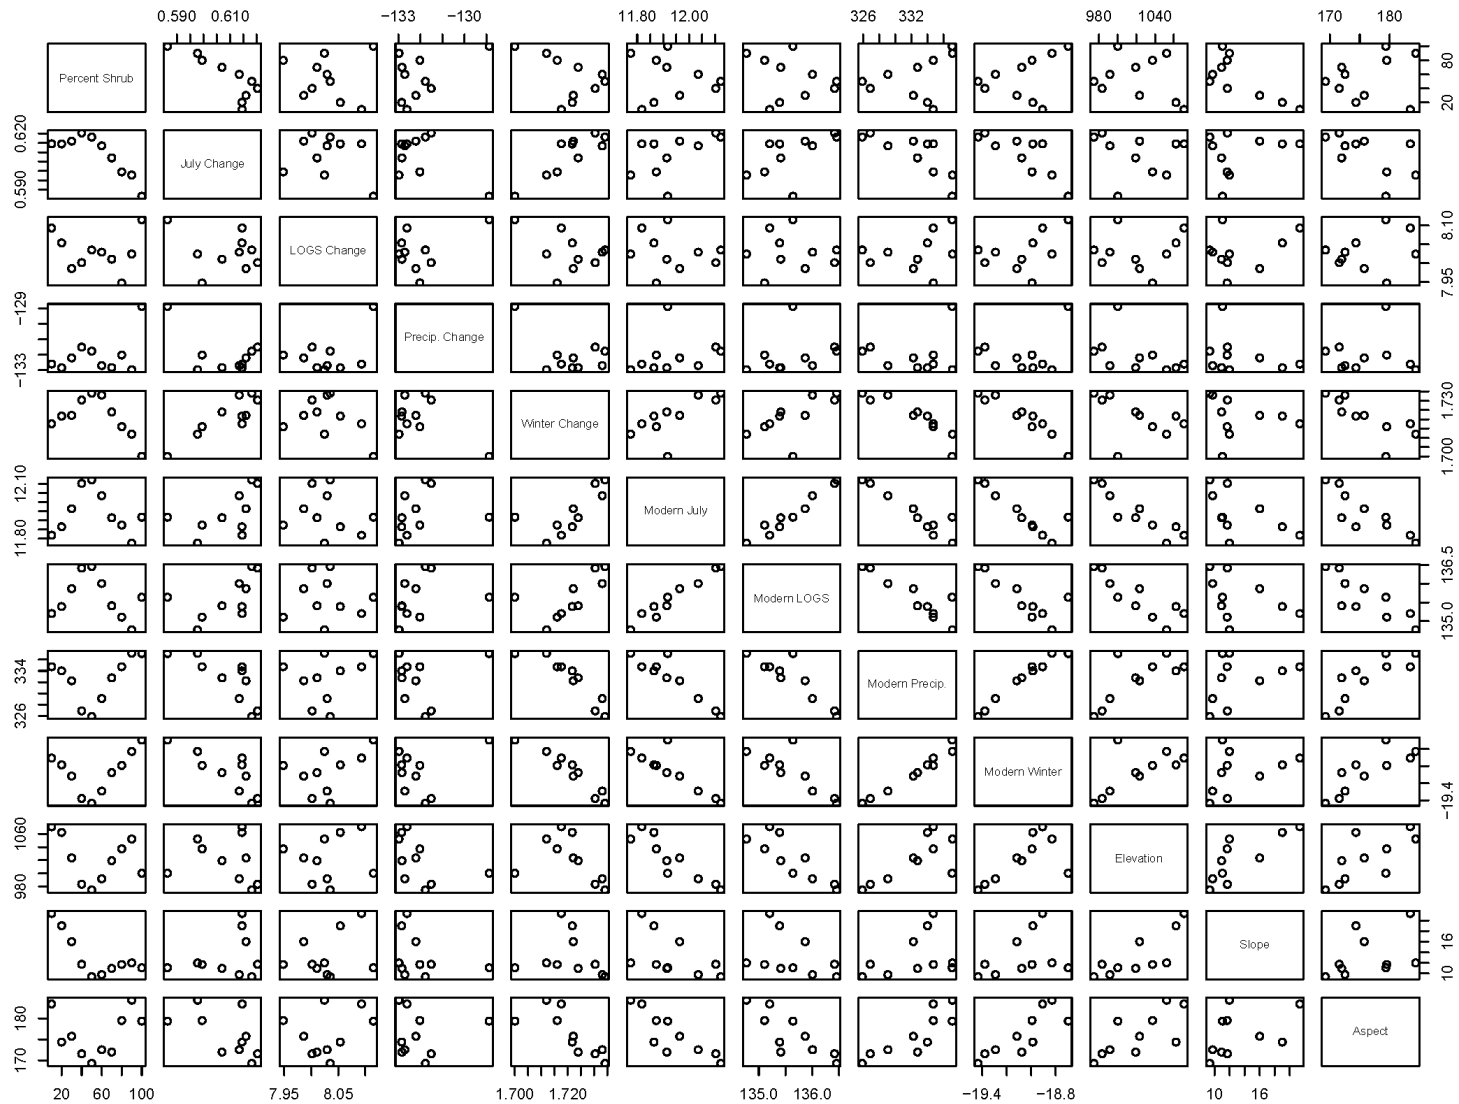 0.590 0.610 −133 −130 11.80 12.00 326 332 980 1040 170 180
Percent Shrub 20 80
0.590 0.620 July Change
LOGS Change 7.95 8.10
−133 −129 Precip. Change
Winter Change 1.700 1.730
11.80 12.10 Modern July
Modern LOGS 135.0 136.5
326 334 Modern Precip.
Modern Winter −19.4
980 1060 Elevation
Slope 10 16
170 180 Aspect
20 60 100 7.95 8.05 1.700 1.720 135.0 136.0 −19.4 −18.8 10 16